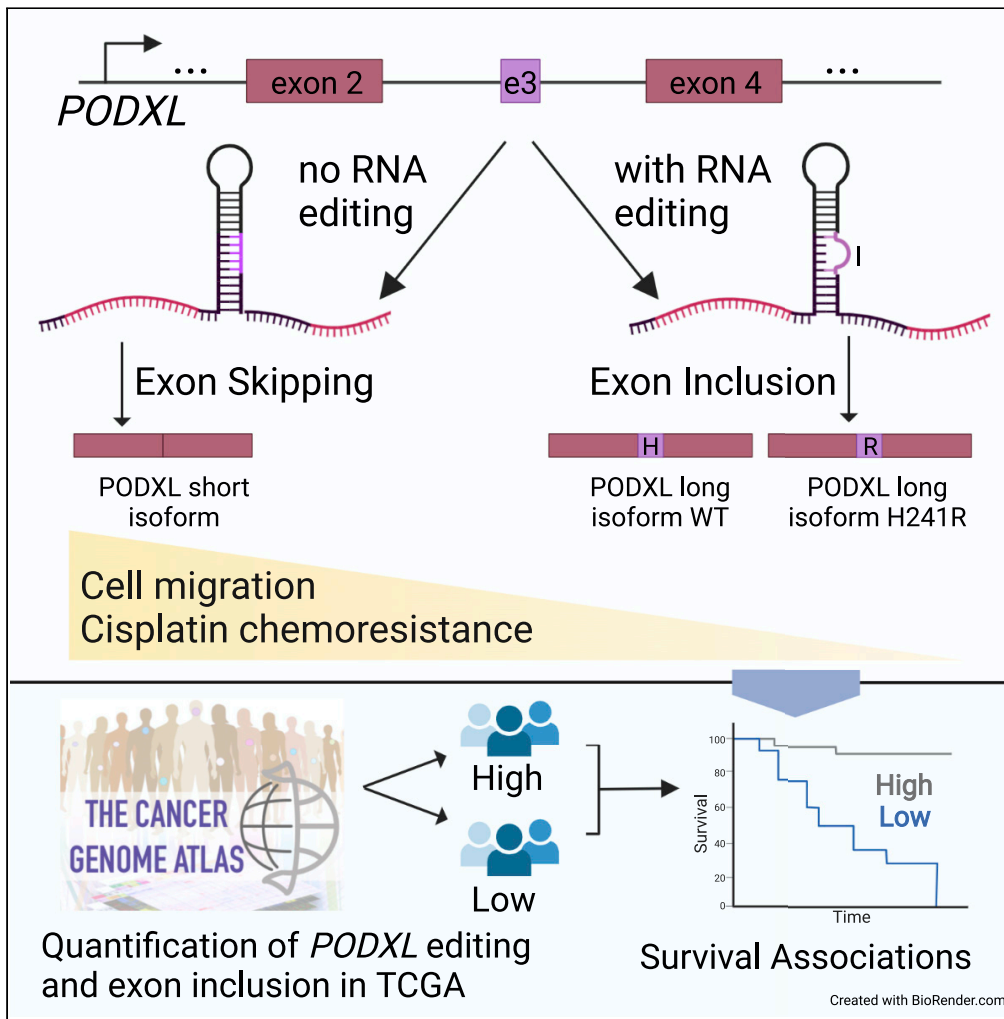 ... exon 2 e3 exon 4 ...
PODXL
no RNA
editing
with RNA
editing
I
Exon Skipping
Exon Inclusion
H
R
PODXL short
isoform
PODXL long
isoform WT
PODXL long
isoform H241R
Cell migration
Cisplatin chemoresistance
THE CANCER
GENOME ATLAS
High
Low
Quantification of PODXL editing
and exon inclusion in TCGA
Survival
100
80
60
40
20
0
High
Low
Time
Survival Associations
Created with BioRender.com